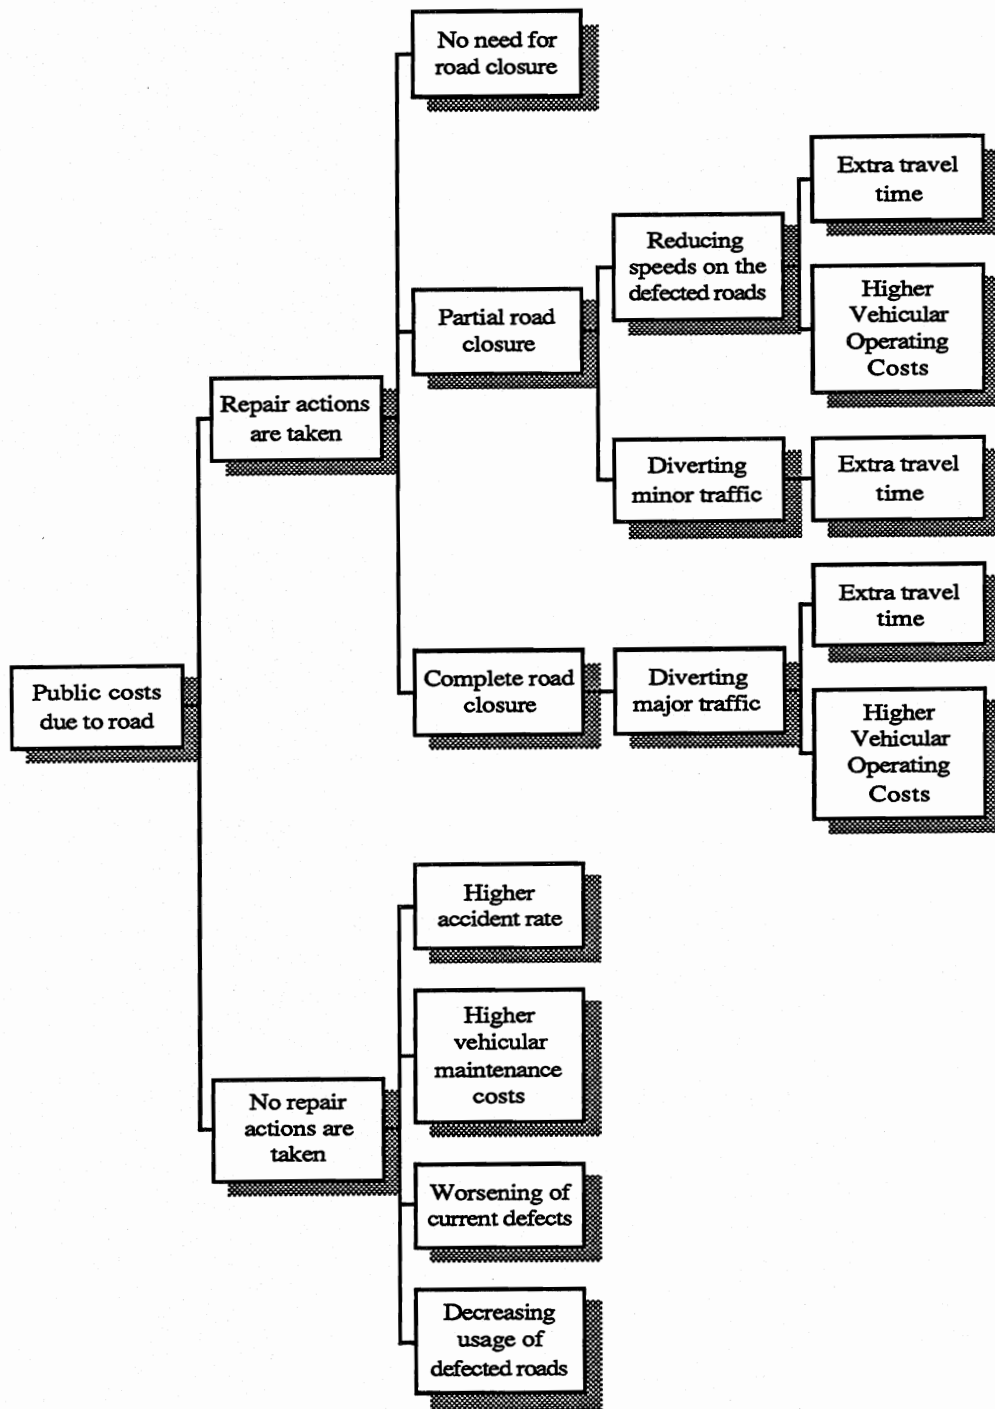 No need for
road closure
Extra travel
time
Reducing
speeds on the
defected roads
Higher
Vehicular
Operating
Costs
Partial road
closure
Repair actions
are taken
Diverting
minor traffic
Extra travel
time
Extra travel
time
Complete road
closure
Diverting
major traffic
Public costs
due to road
Higher
Vehicular
Operating
Costs
Higher
accident rate
Higher
vehicular
maintenance
costs
No repair
actions are
taken
Worsening of
current defects
Decreasing
usage of
defected roads